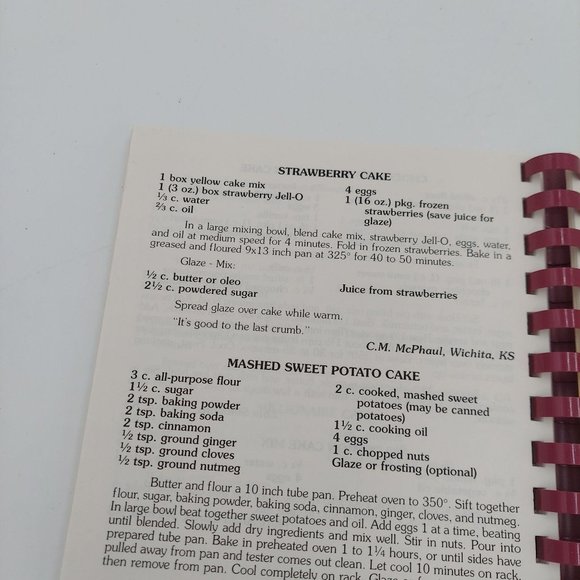 STRAWBERRY CAKE
1 box yellow cake mix
1 (3 oz.) box strawberry Jell-O
⅓ c. water
⅔ c. oil
4 eggs
1 (16 oz.) pkg. frozen
strawberries (save juice for
glaze)
In a large mixing bowl, blend cake mix, strawberry Jell-O, eggs, water,
and oil at medium speed for 4 minutes. Fold in frozen strawberries. Bake in a
greased and floured 9x13 inch pan at 325° for 40 to 50 minutes.
Glaze - Mix:
½ c. butter or oleo
2½ c. powdered sugar
Juice from strawberries
Spread glaze over cake while warm.
"It's good to the last crumb."
C.M. McPhaul, Wichita, KS
MASHED SWEET POTATO CAKE
3 c. all-purpose flour
1½ c. sugar
2 tsp. baking powder
2 tsp. baking soda
2 tsp. cinnamon
½ tsp. ground ginger
½ tsp. ground cloves
½ tsp. ground nutmeg
2 c. cooked, mashed sweet
potatoes (may be canned
potatoes)
1½ c. cooking oil
4 eggs
1 c. chopped nuts
Glaze or frosting (optional)
Butter and flour a 10 inch tube pan. Preheat oven to 350°. Sift together
flour, sugar, baking powder, baking soda, cinnamon, ginger, cloves, and nutmeg.
In large bowl beat together sweet potatoes and oil. Add eggs 1 at a time, beating
until blended. Slowly add dry ingredients and mix well. Stir in nuts. Pour into
prepared tube pan. Bake in preheated oven 1 to 1¼ hours, or until sides have
pulled away from pan and tester comes out clean. Let cool 10 minutes on rack,
then remove from pan. Cool completely on rack.